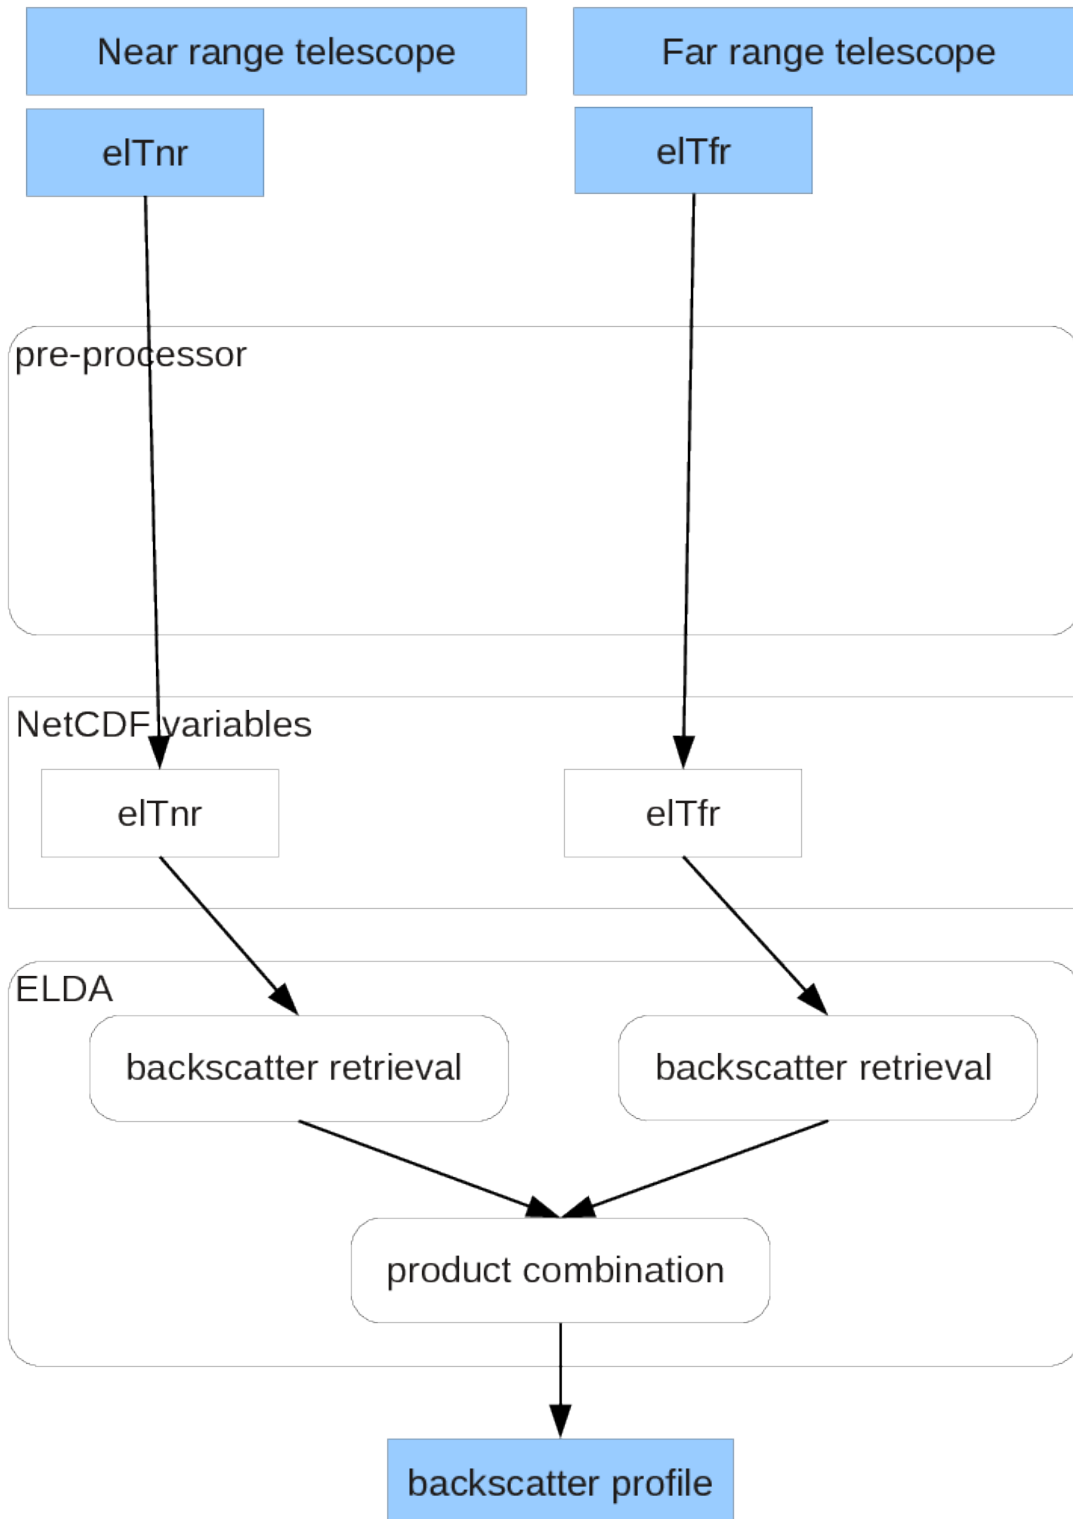 Near range telescope
Far range telescope
elTnr
elTfr
pre-processor
NetCDF variables
elTnr
elTfr
ELDA
backscatter retrieval
backscatter retrieval
product combination
backscatter profile